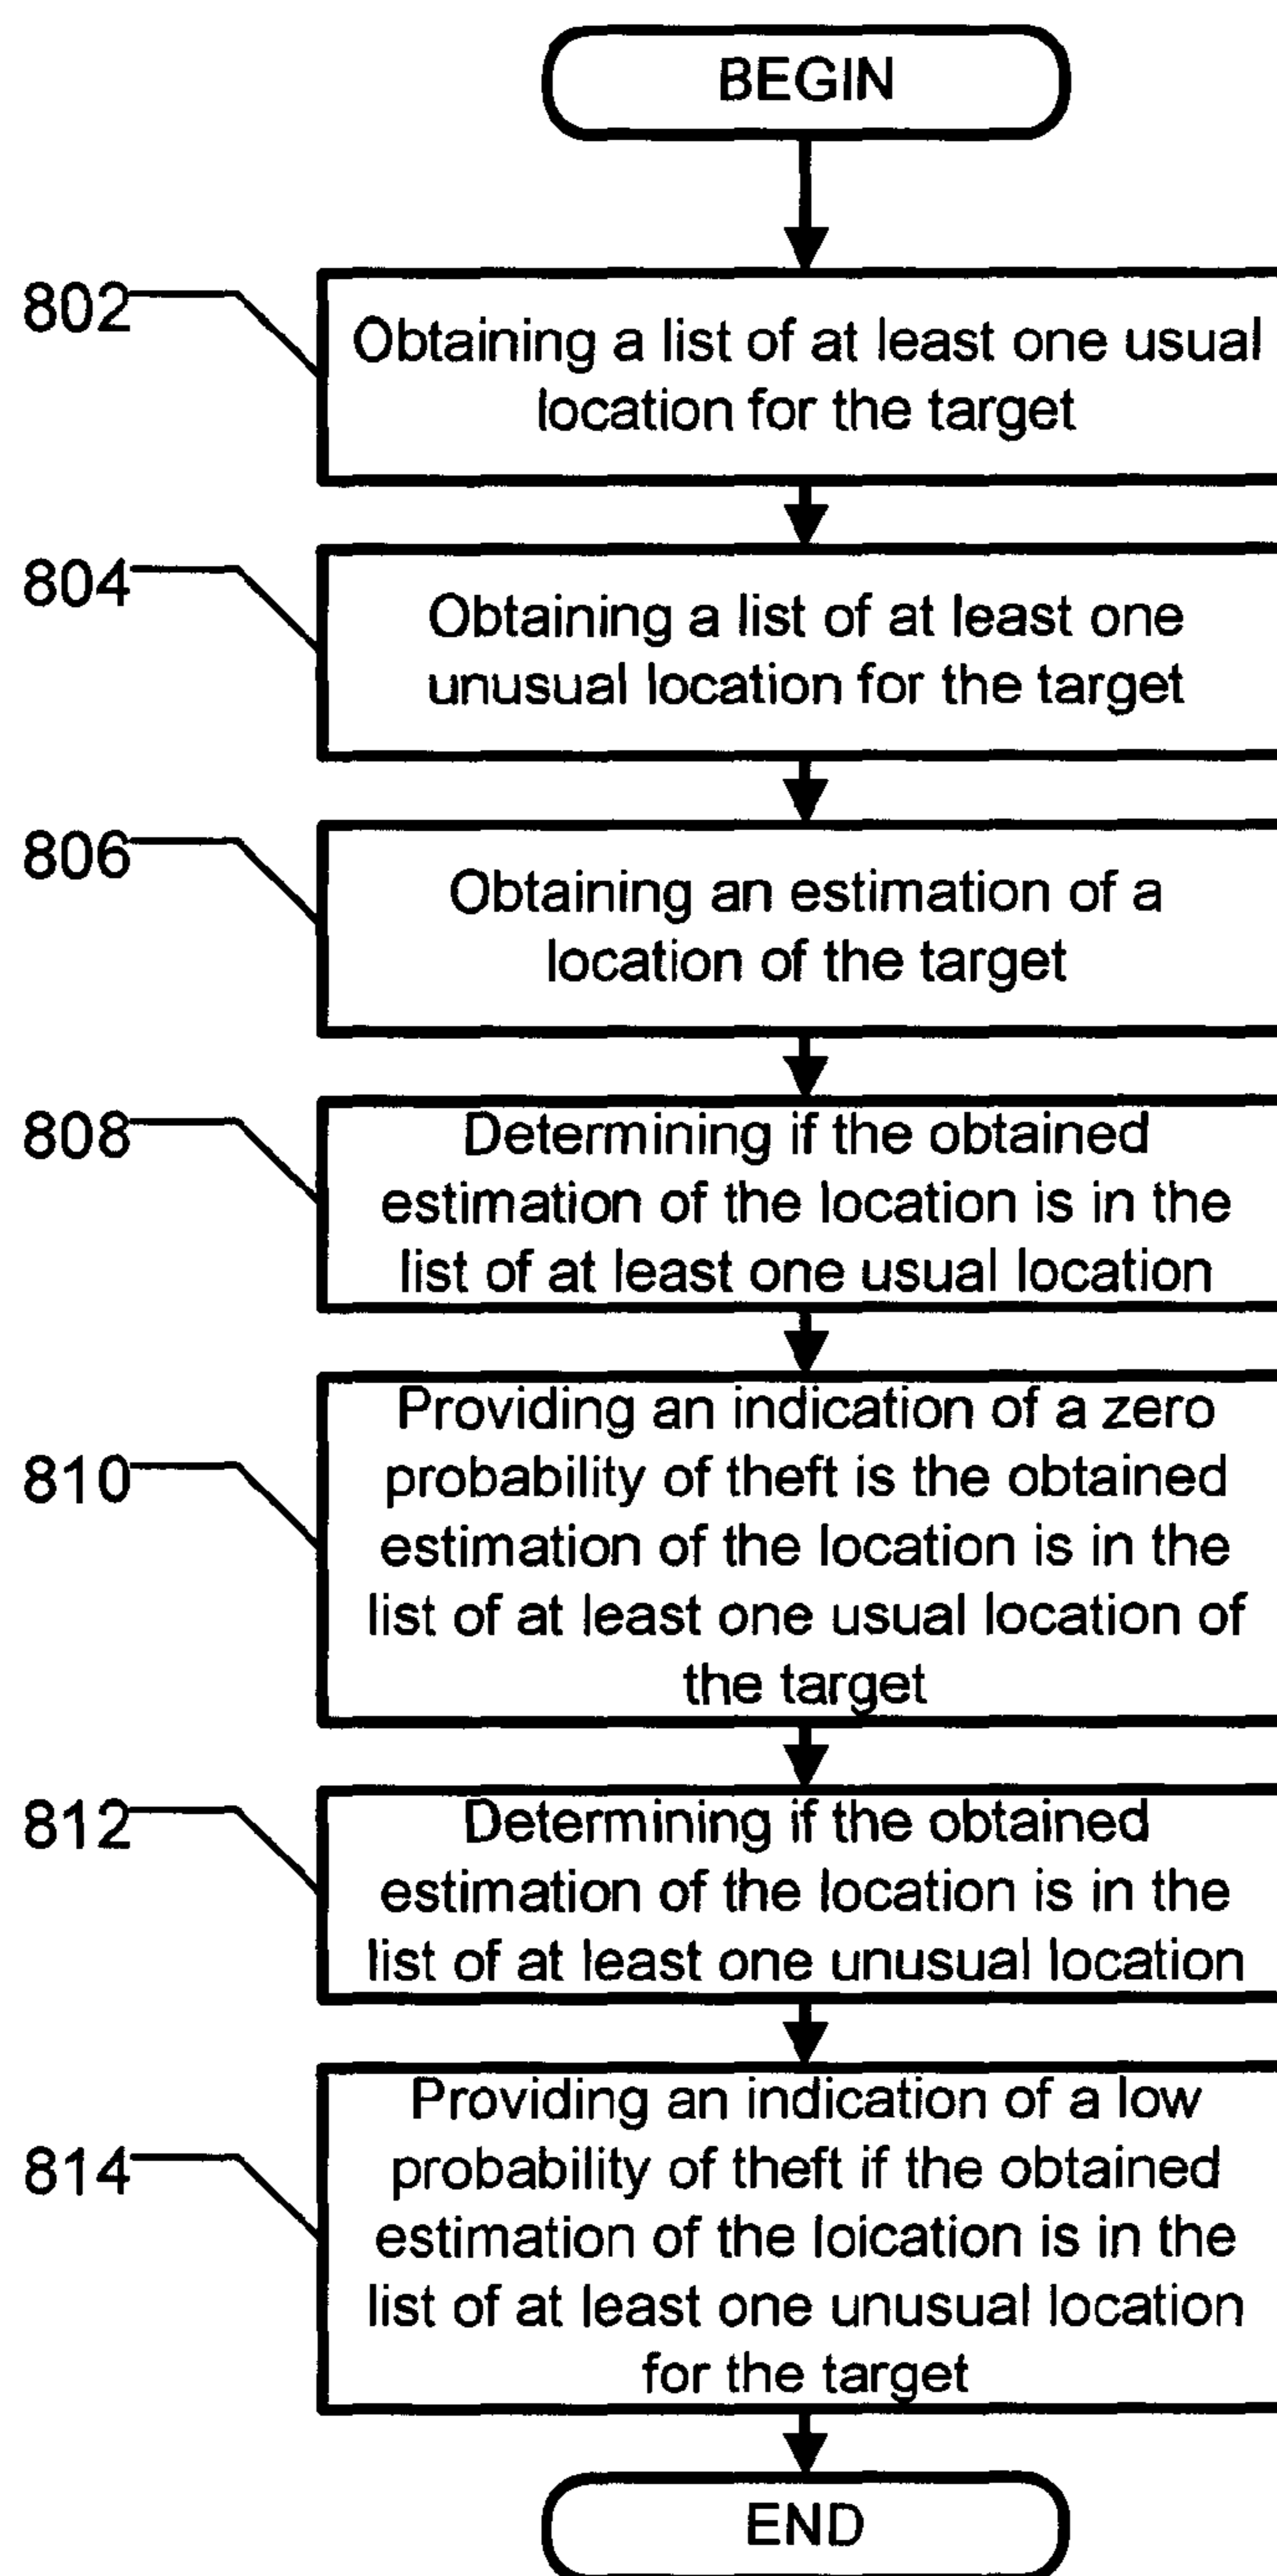 BEGIN
802
Obtaining a list of at least one usual
location for the target
804
Obtaining a list of at least one
unusual location for the target
806
Obtaining an estimation of a
location of the target
808
Determining if the obtained
estimation of the location is in the
list of at least one usual location
810
Providing an indication of a zero
probability of theft is the obtained
estimation of the location is in the
list of at least one usual location of
the target
812
Determining if the obtained
estimation of the location is in the
list of at least one unusual location
814
Providing an indication of a low
probability of theft if the obtained
estimation of the loication is in the
list of at least one unusual location
for the target
END